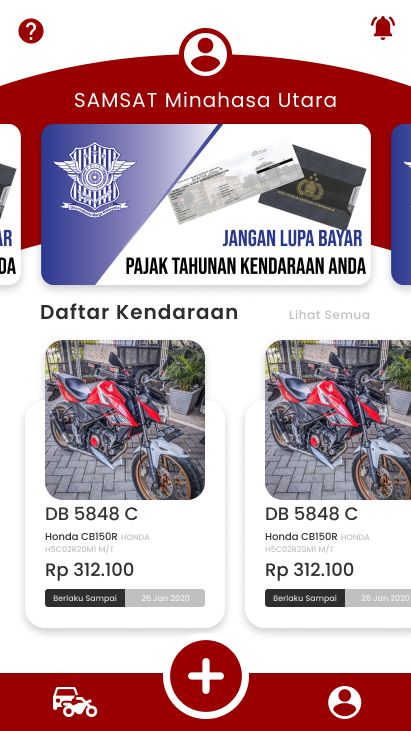 SAMSAT Minahasa Utara
AR
DA
JANGAN LUPA BAYAR
PAJAK TAHUNAN KENDARAAN ANDA
Daftar Kendaraan
Lihat Semua
DB 5848 C
Honda CB150R HONDA
H5C02R20M1 M/T
Rp 312.100
Berlaku Sampai 26 Jan 2020
DB 5848 C
Honda CB150R HONDA
H5C02R20M1 M/T
Rp 312.100
Berlaku Sampai 26 Jan 2020